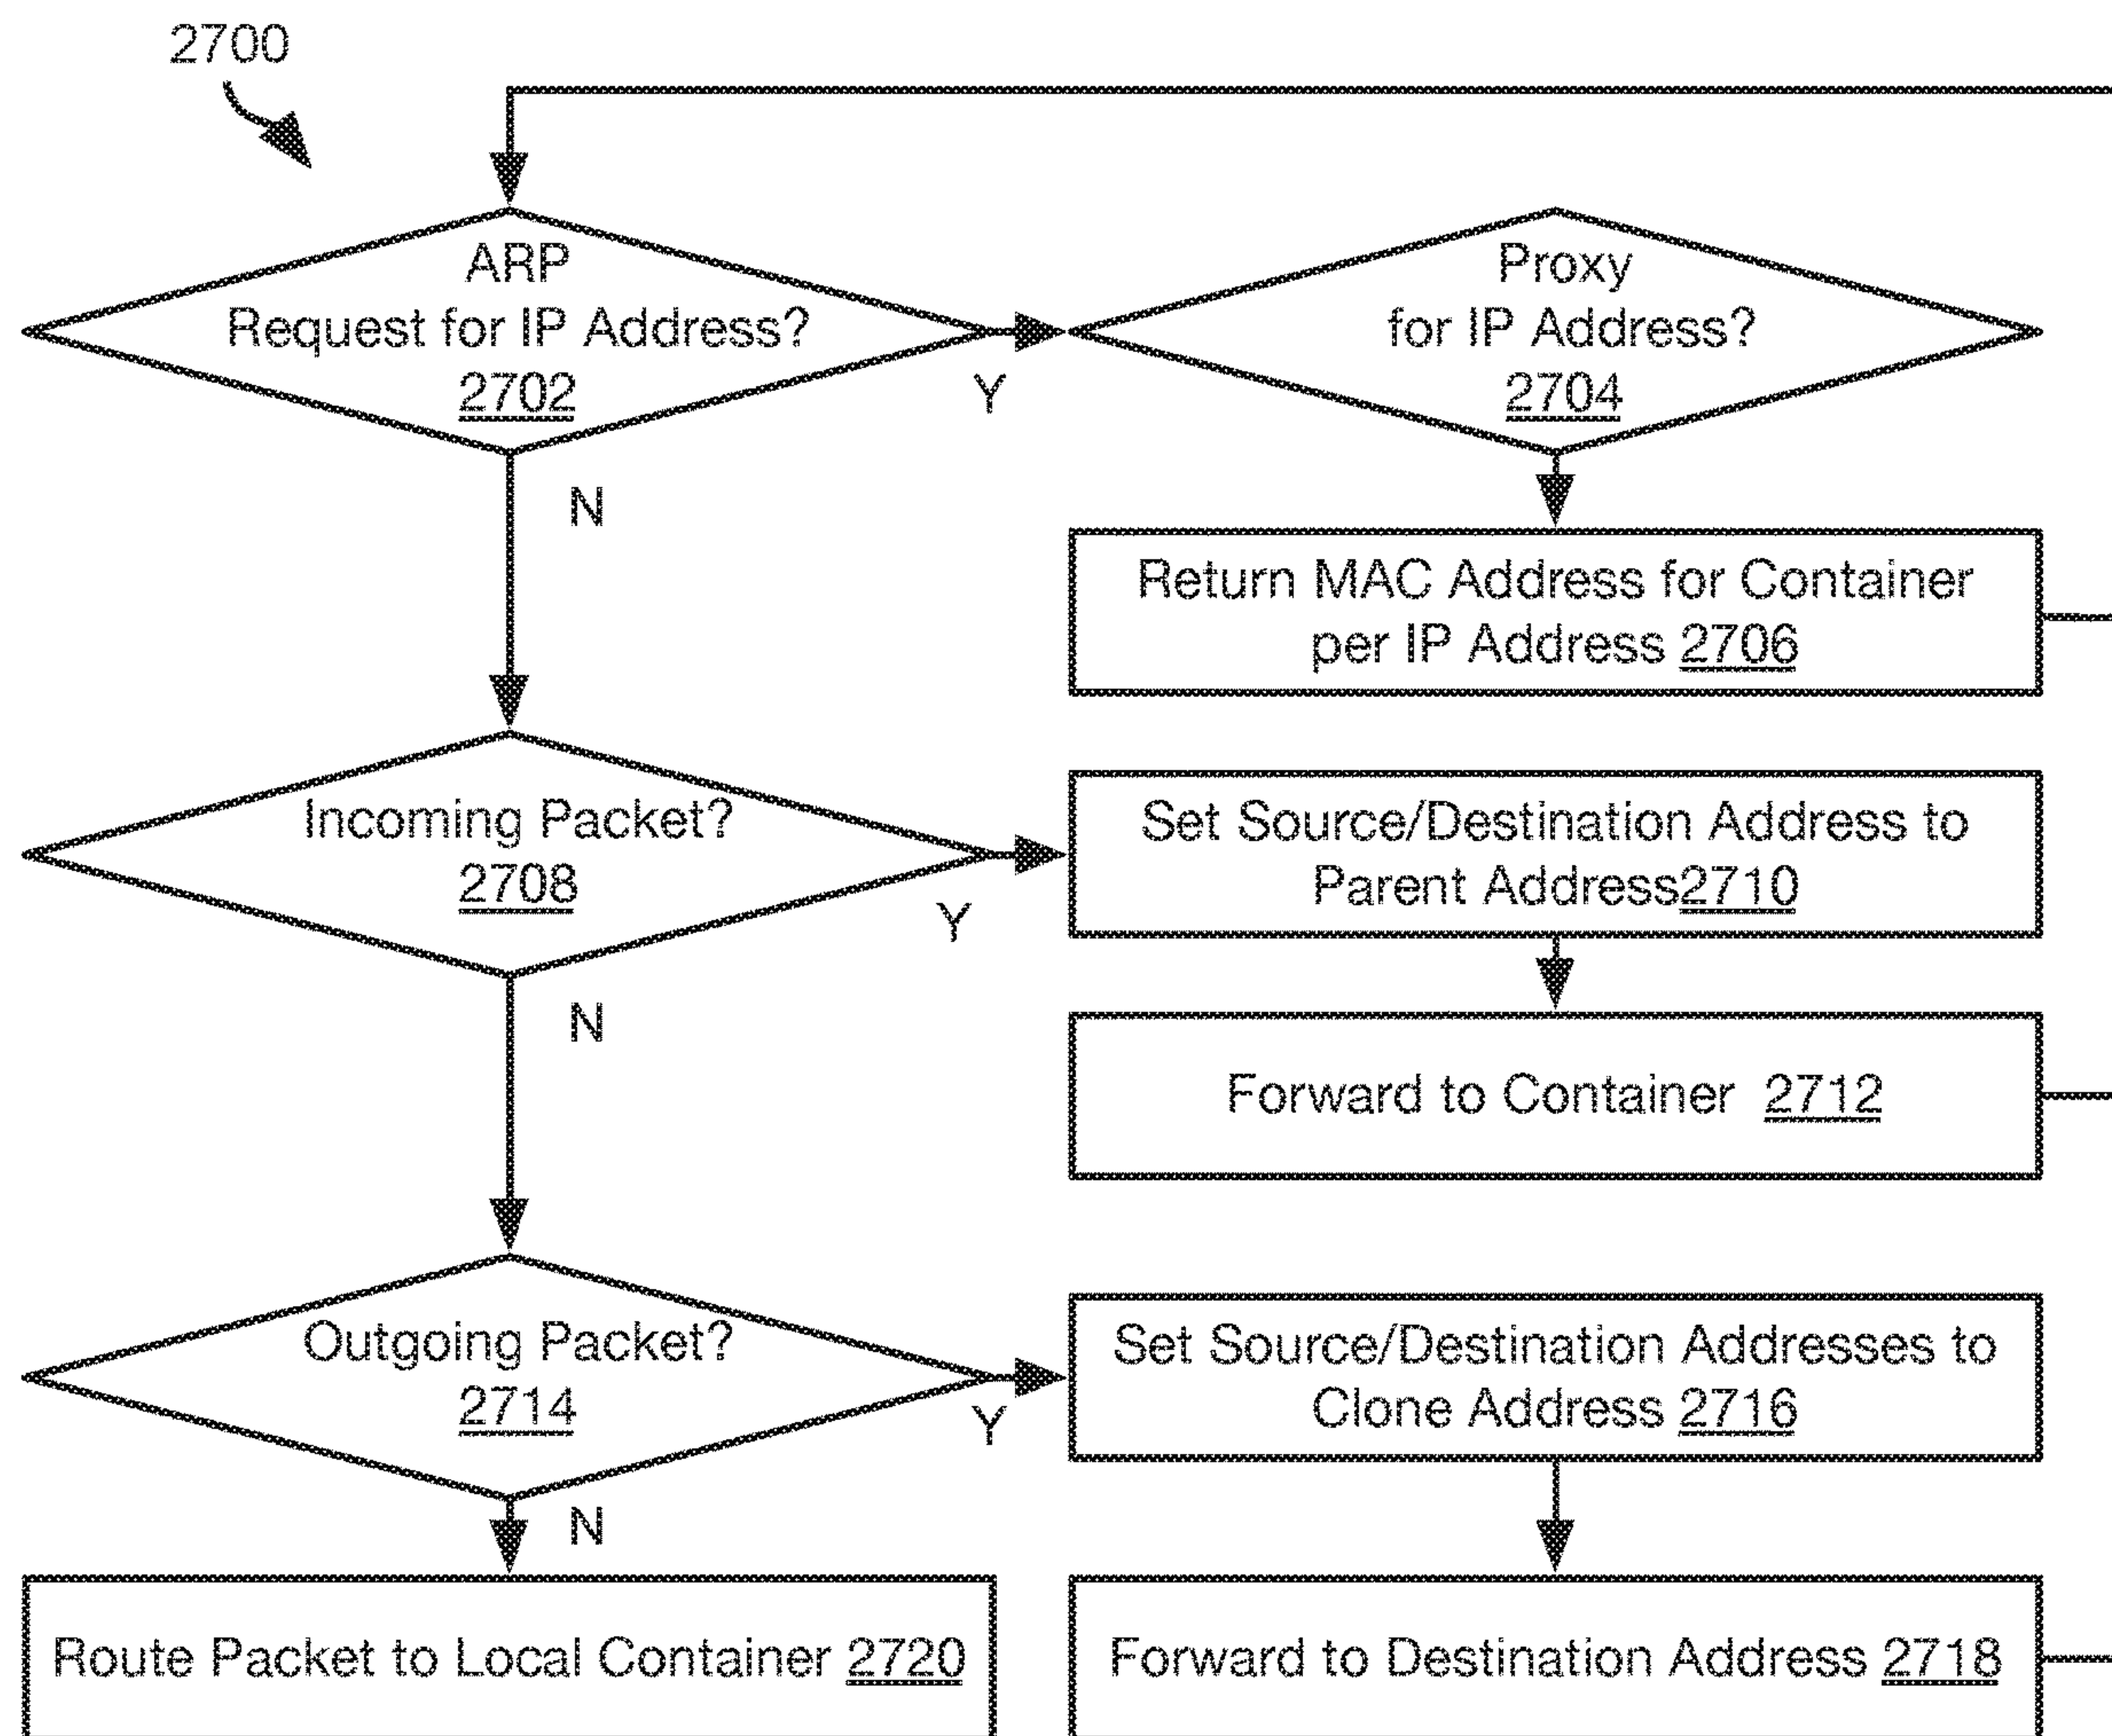 2700
ARP
Request for IP Address?
2702
Y
N
Proxy
for IP Address?
2704
Return MAC Address for Container
per IP Address 2706
Incoming Packet?
2708
Y
N
Set Source/Destination Address to
Parent Address2710
Forward to Container 2712
Outgoing Packet?
2714
Y
N
Set Source/Destination Addresses to
Clone Address 2716
Route Packet to Local Container 2720
Forward to Destination Address 2718